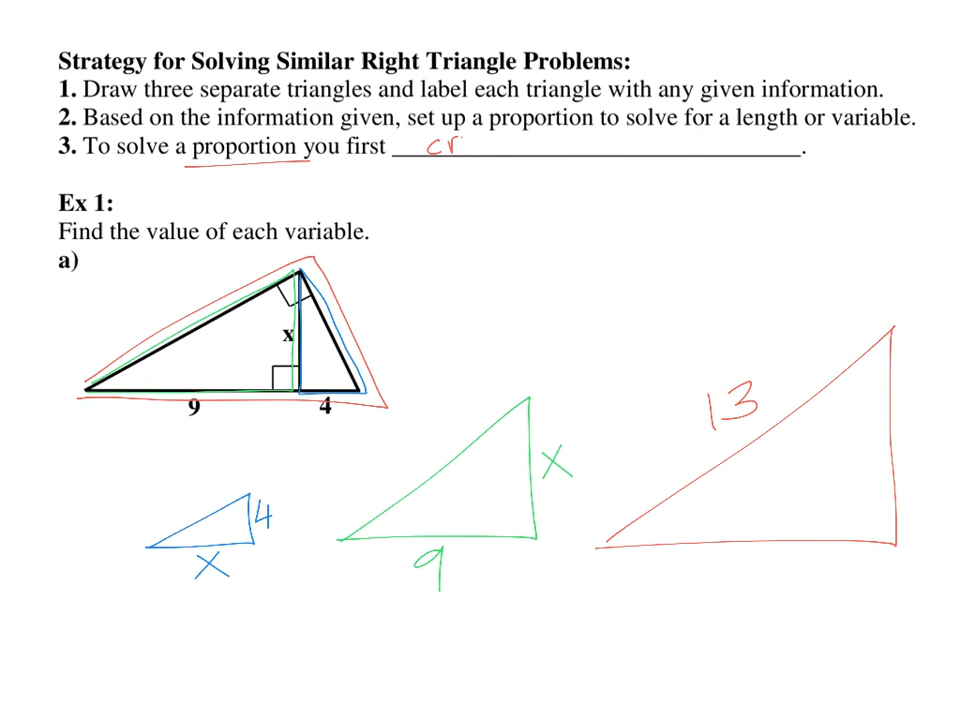 Strategy for Solving Similar Right Triangle Problems:
1. Draw three separate triangles and label each triangle with any given information.
2. Based on the information given, set up a proportion to solve for a length or variable.
3. To solve a proportion you first cr____________________.
Ex 1:
Find the value of each variable.
a)
x
9 4
13
x
4
x
9